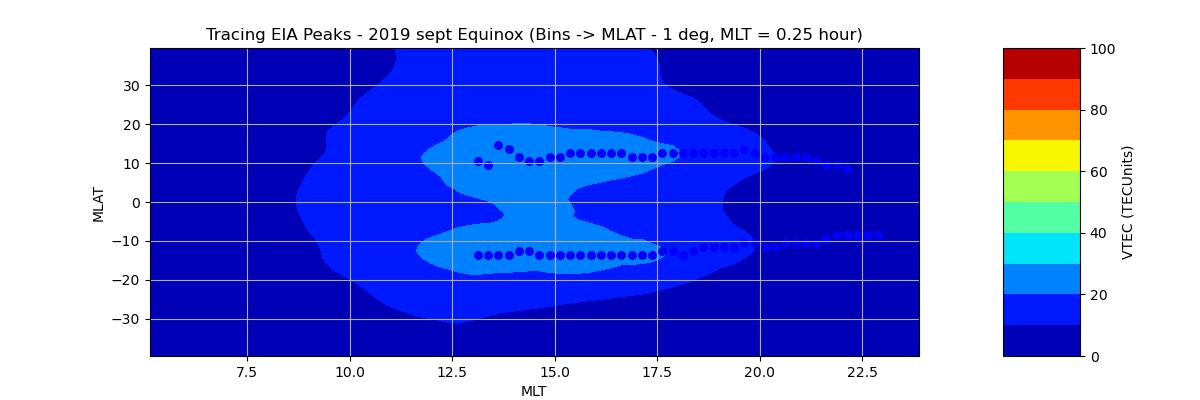 Tracing EIA Peaks - 2019 sept Equinox (Bins -> MLAT - 1 deg, MLT = 0.25 hour)
30
20
10
0
−10
−20
−30
MLAT
7.5 10.0 12.5 15.0 17.5 20.0 22.5
MLT
100
80
60
40
20
0
VTEC (TECUnits)